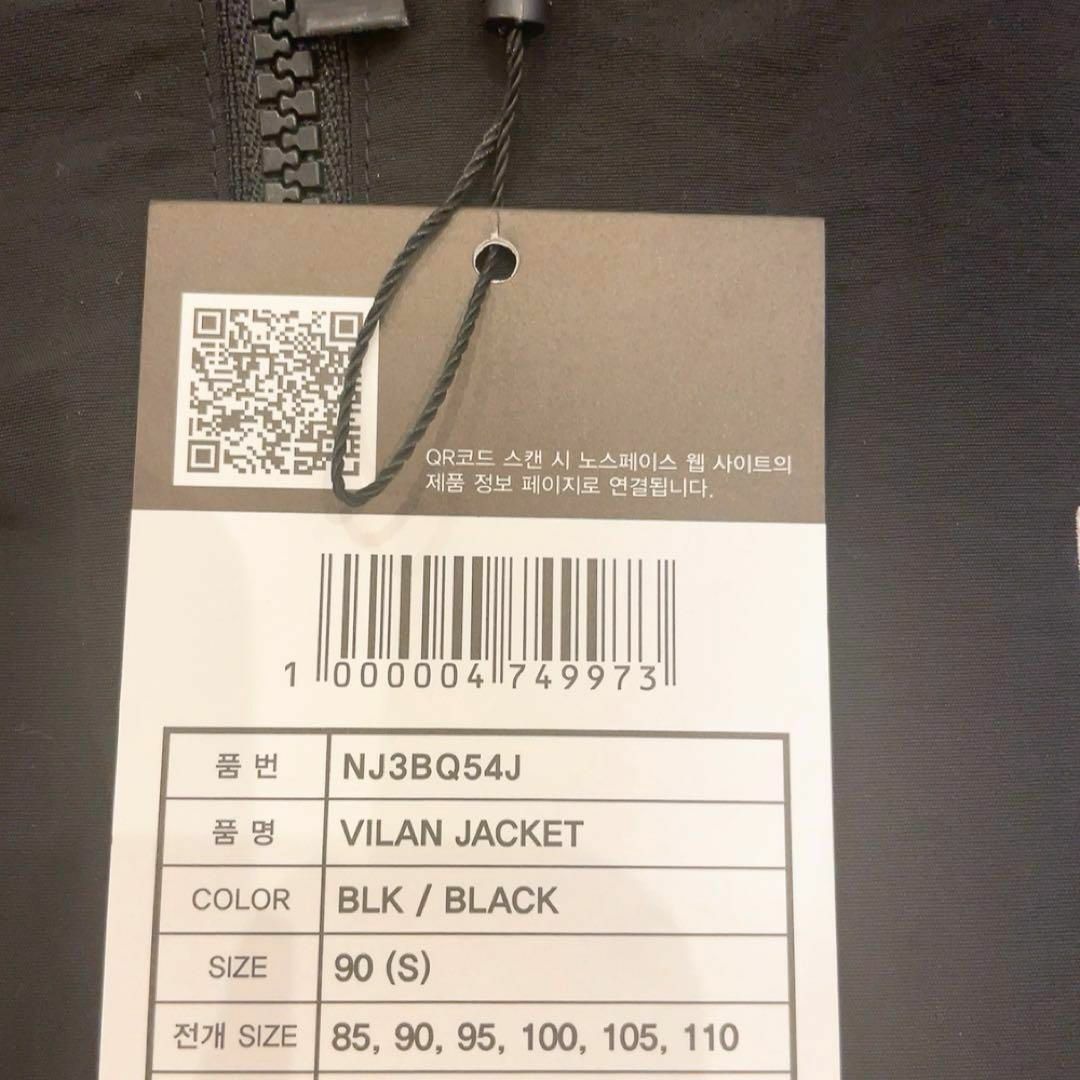 QR코드 스캔 시 노스페이스 웹 사이트의
제품 정보 페이지로 연결됩니다.
1 000004 749973
품 번 NJ3BQ54J
품 명 VILAN JACKET
COLOR BLK / BLACK
SIZE 90 (S)
전개 SIZE 85, 90, 95, 100, 105, 110